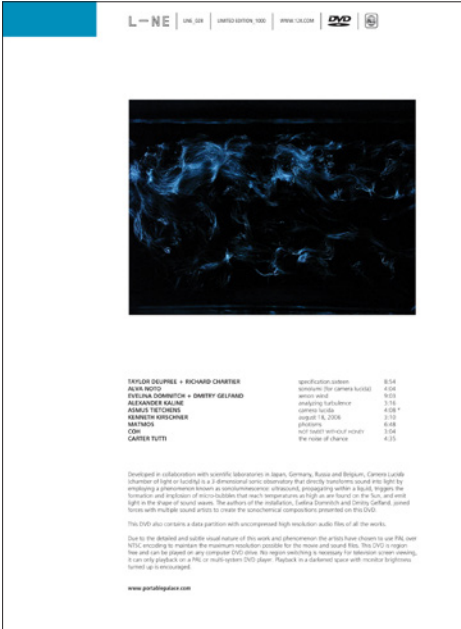 L—NE | LINE_028 | LIMITED EDITION_1000 | WWW.12K.COM | DVD
TAYLOR DEUPREE + RICHARD CHARTIER specification.sixteen 8:54
ALVA NOTO sonolumi (for camera lucida) 4:04
EVELINA DOMNITCH + DMITRY GELFAND xenon wind 9:03
ALEXANDER KALINE analyzing turbulence 3:16
ASMUS TIETCHENS camera lucida 4:08 *
KENNETH KIRSCHNER august 18, 2006 3:10
MATMOS photisms 6:48
COH NOT SWEET WITHOUT HONEY 3:04
CARTER TUTTI the noise of chance 4:35
Developed in collaboration with scientific laboratories in Japan, Germany, Russia and Belgium, Camera Lucida
(chamber of light or lucidity) is a 3 dimensional sonic observatory that directly transforms sound into light by
employing a phenomenon known as sonoluminescence: ultrasound, propagating within a liquid, triggers the
formation and implosion of micro-bubbles that reach temperatures as high as are found on the Sun, and emit
light in the shape of sound waves. The authors of the installation, Evelina Domnitch and Dmitry Gelfand, joined
forces with multiple sound artists to create the sonochemical compositions presented on this DVD.
This DVD also contains a data partition with uncompressed high resolution audio files of all the works.
Due to the detailed and subtle visual nature of this work and phenomenon the artists have chosen to use PAL over
NTSC encoding to maintain the maximum resolution possible for the movie and sound files. This DVD is region
free and can be played on any computer DVD drive. No region switching is necessary for television screen viewing,
it can only playback on a PAL or multi-system DVD player. Playback in a darkened space with monitor brightness
turned up is encouraged.
www.portablepalace.com